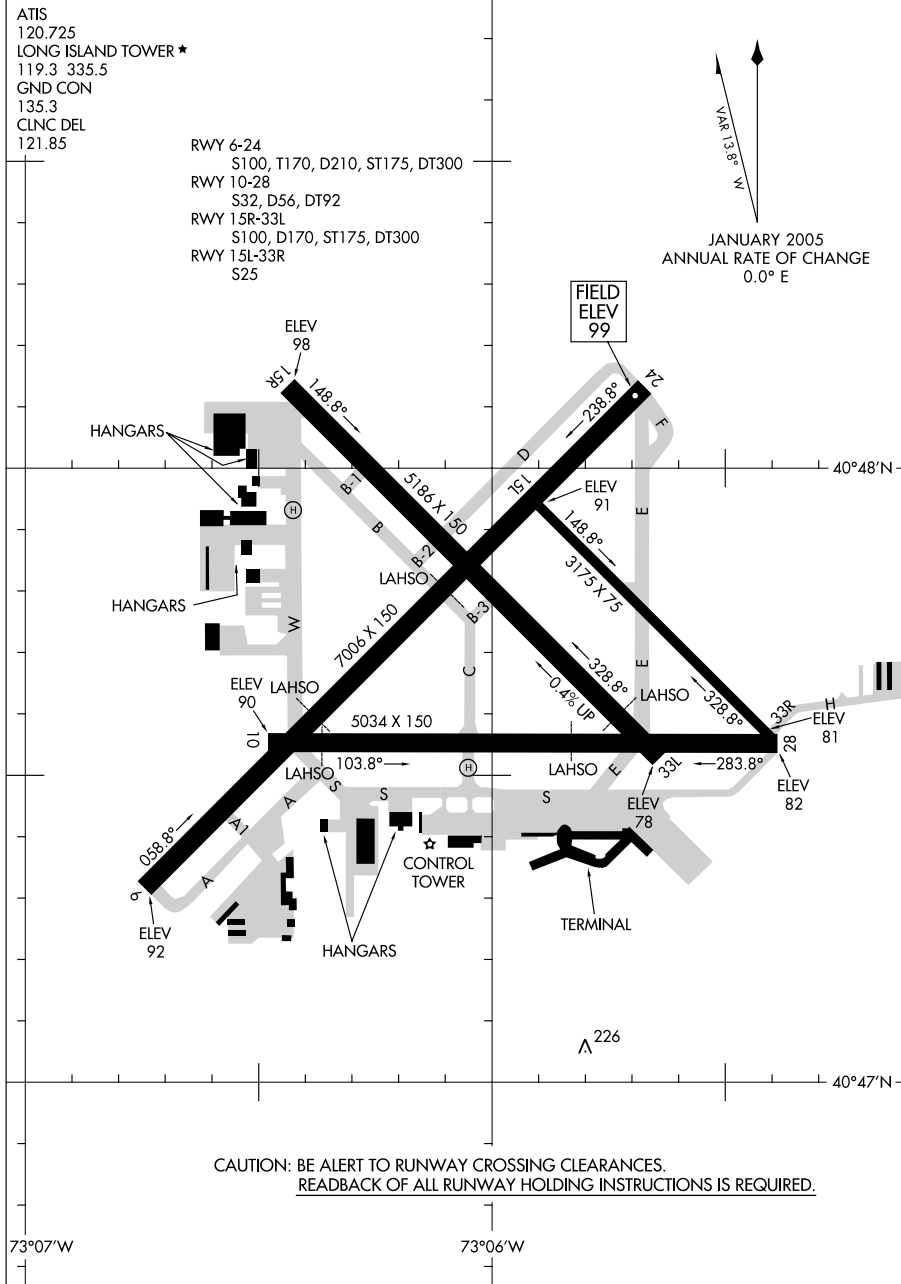 ATIS
120.725
LONG ISLAND TOWER ★
119.3 335.5
GND CON
135.3
CLNC DEL
121.85
RWY 6-24
S100, T170, D210, ST175, DT300
RWY 10-28
S32, D56, DT92
RWY 15R-33L
S100, D170, ST175, DT300
RWY 15L-33R
S25
VAR 13.8° W
JANUARY 2005
ANNUAL RATE OF CHANGE
0.0° E
FIELD
ELEV
99
ELEV
98
15R
148.8°
24
238.8°
F
HANGARS
D
40°48'N
B-1
5186 X 150
15L
ELEV
91
E
H
B
148.8°
B-2
3175 X 75
LAHSO
HANGARS
B-3
W
7006 X 150
C
E
328.8°
ELEV
90
LAHSO
0.4% UP
LAHSO
328.8°
33R
H
10
5034 X 150
ELEV
81
28
LAHSO
103.8°
H
LAHSO
E
33L
283.8°
ELEV
82
A
S
S
S
ELEV
78
058.8°
A1
A
6
CONTROL
TOWER
ELEV
92
HANGARS
TERMINAL
226
40°47'N
CAUTION: BE ALERT TO RUNWAY CROSSING CLEARANCES.
READBACK OF ALL RUNWAY HOLDING INSTRUCTIONS IS REQUIRED.
73°07'W
73°06'W